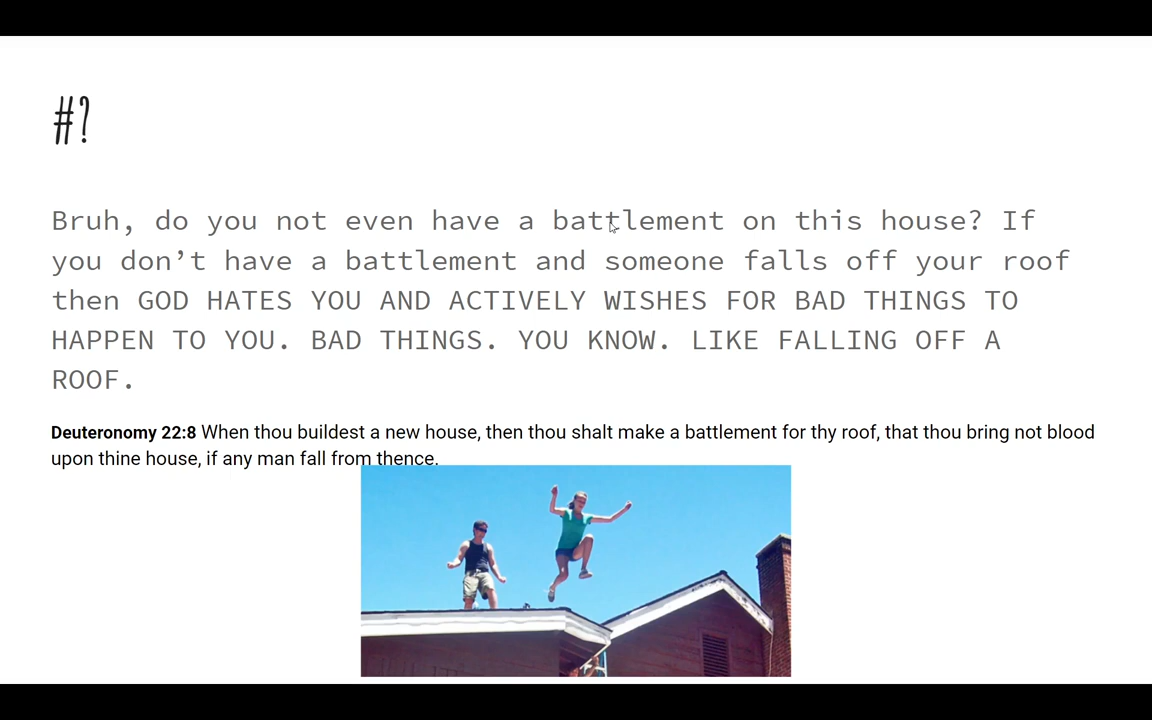 #?
Bruh, do you not even have a battlement on this house? If
you don’t have a battlement and someone falls off your roof
then GOD HATES YOU AND ACTIVELY WISHES FOR BAD THINGS TO
HAPPEN TO YOU. BAD THINGS. YOU KNOW. LIKE FALLING OFF A
ROOF.
Deuteronomy 22:8 When thou buildest a new house, then thou shalt make a battlement for thy roof, that thou bring not blood
upon thine house, if any man fall from thence.